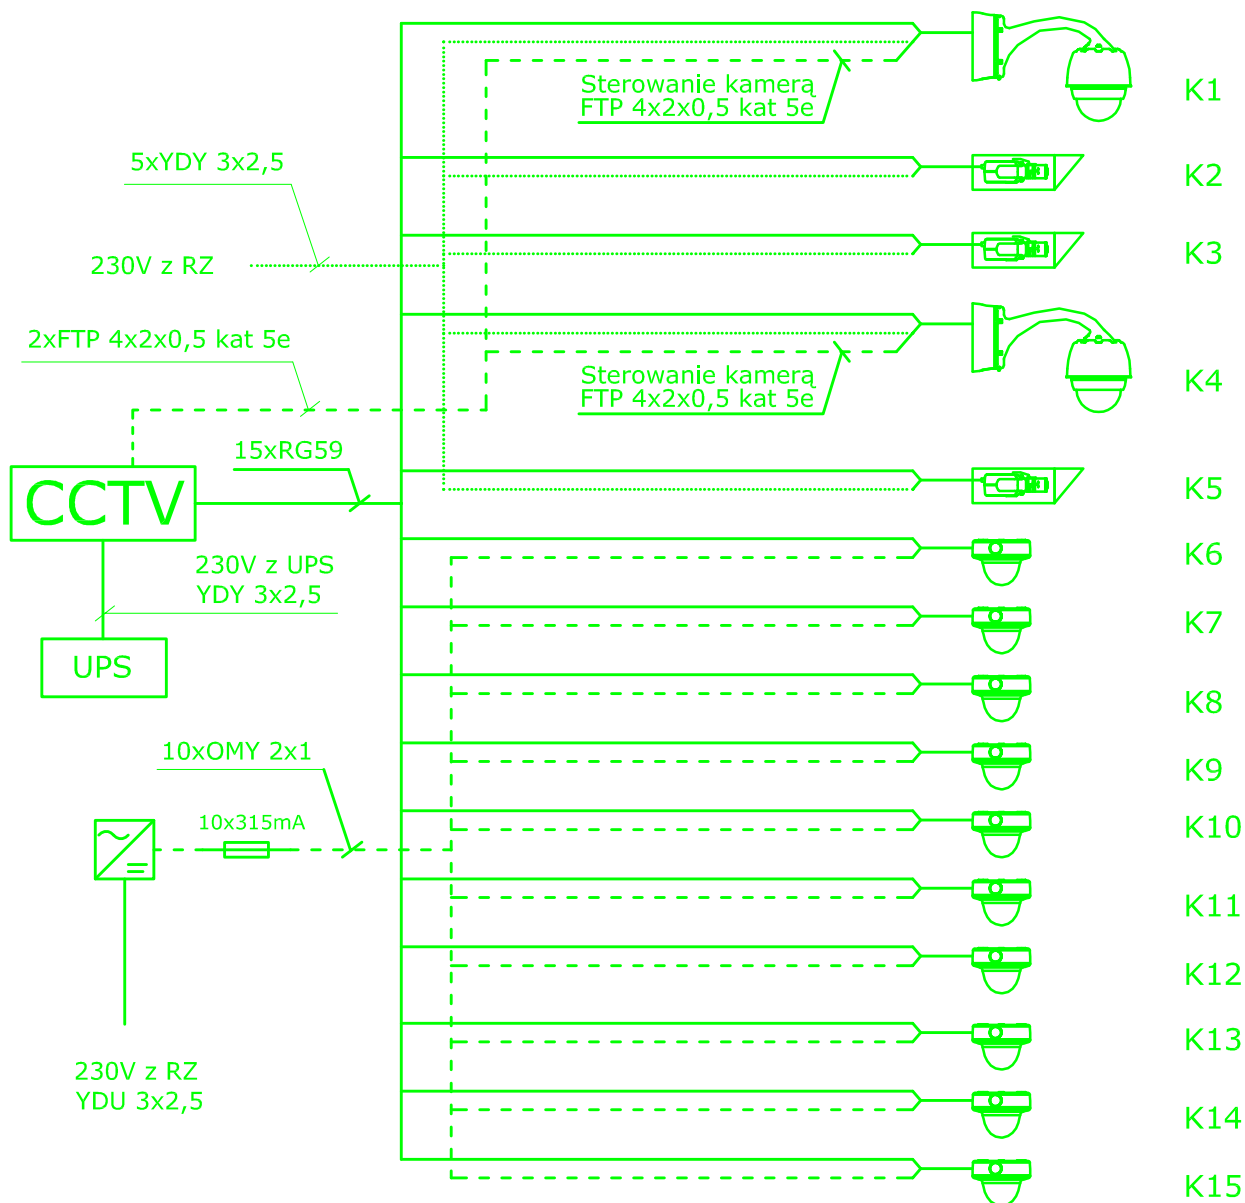 Sterowanie kamerą
FTP 4x2x0,5 kat 5e
K1
5xYDY 3x2,5
K2
230V z RZ
K3
2xFTP 4x2x0,5 kat 5e
Sterowanie kamerą
FTP 4x2x0,5 kat 5e
K4
15xRG59
CCTV
K5
230V z UPS
YDY 3x2,5
K6
K7
UPS
K8
10xOMY 2x1
K9
10x315mA
K10
K11
K12
230V z RZ
YDU 3x2,5
K13
K14
K15